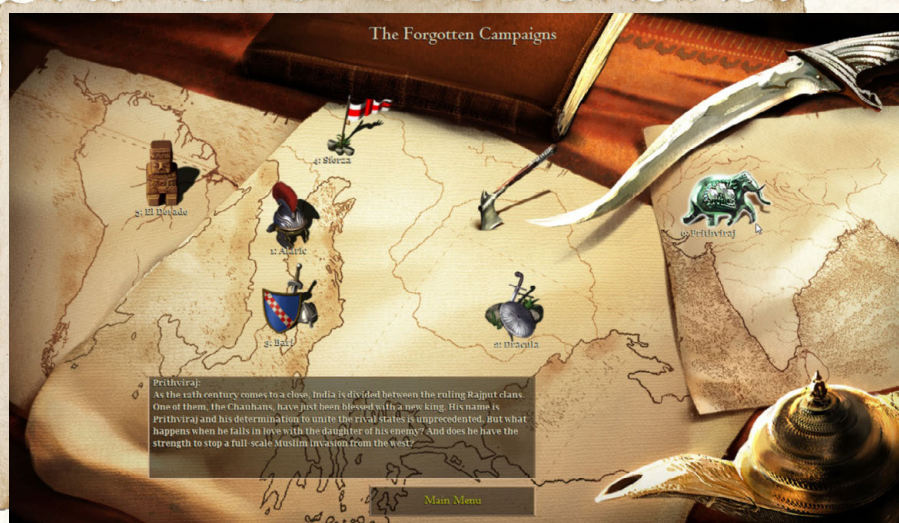 The Forgotten Campaigns
4: Sforza
3: El Dorado
6: Prithviraj
1: Alaric
5: Bari
2: Dracula
Prithviraj:
As the 12th century comes to a close, India is divided between the ruling Rajput clans.
One of them, the Chauhans, have just been blessed with a new king. His name is
Prithviraj and his determination to unite the rival states is unprecedented. But what
happens when he falls in love with the daughter of his enemy? And does he have the
strength to stop a full-scale Muslim invasion from the west?
Main Menu